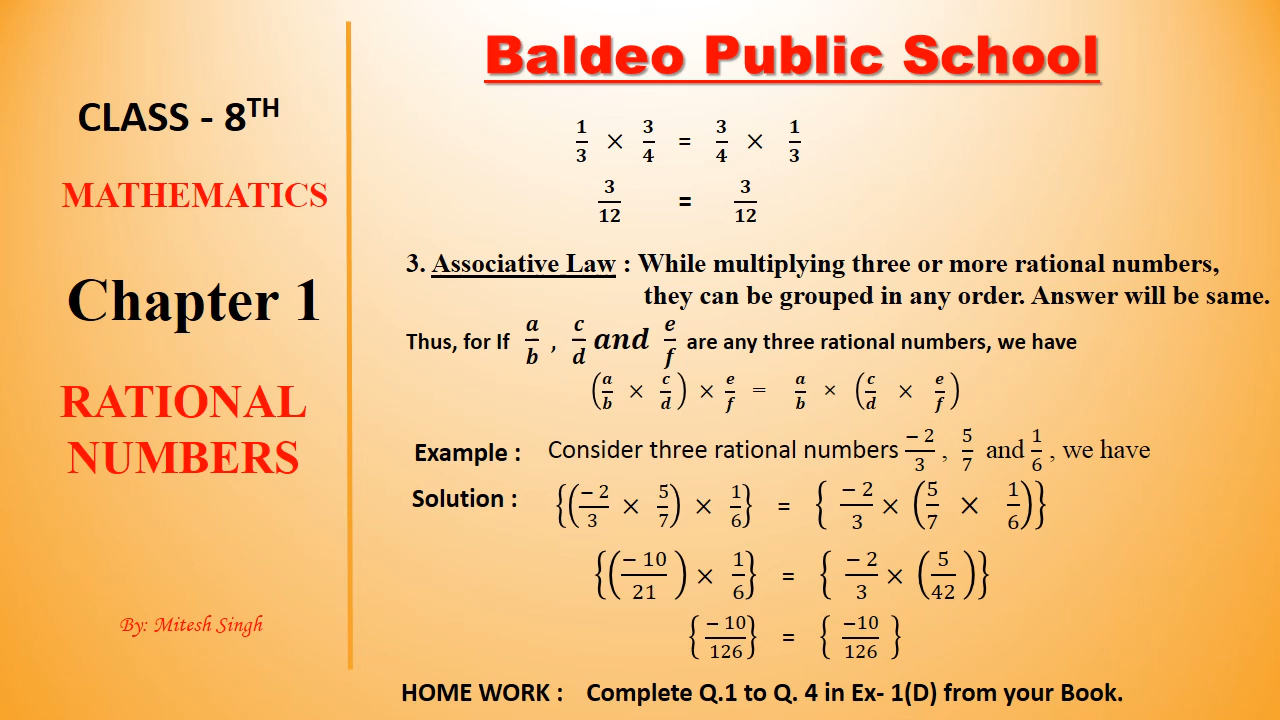 Baldeo Public School
CLASS - 8TH
MATHEMATICS
Chapter 1
RATIONAL
NUMBERS
By: Mitesh Singh
1/3 × 3/4 = 3/4 × 1/3
3/12 = 3/12
3. Associative Law : While multiplying three or more rational numbers,
they can be grouped in any order. Answer will be same.
Thus, for If a/b , c/d and e/f are any three rational numbers, we have
(a/b × c/d) × e/f = a/b × (c/d × e/f)
Example : Consider three rational numbers −2/3 , 5/7 and 1/6 , we have
Solution : {(−2/3 × 5/7) × 1/6} = { −2/3 × (5/7 × 1/6)}
{(−10/21) × 1/6} = { −2/3 × (5/42)}
{−10/126} = { −10/126 }
HOME WORK : Complete Q.1 to Q. 4 in Ex- 1(D) from your Book.